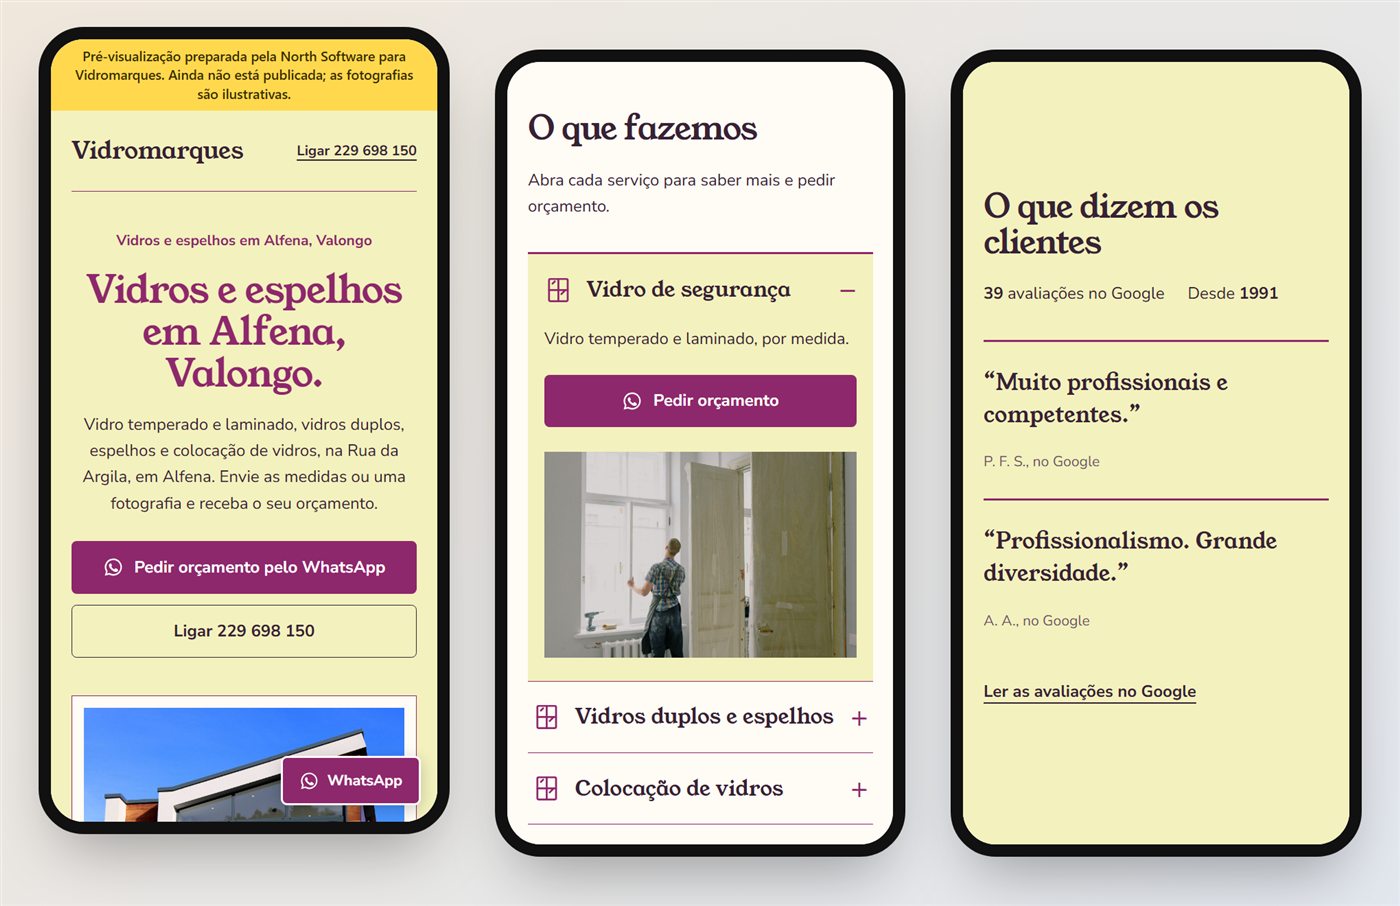 Pré-visualização preparada pela North Software para
Vidromarques. Ainda não está publicada; as fotografias
são ilustrativas.
Vidromarques
Ligar 229 698 150
Vidros e espelhos em Alfena, Valongo
Vidros e espelhos
em Alfena,
Valongo.
Vidro temperado e laminado, vidros duplos,
espelhos e colocação de vidros, na Rua da
Argila, em Alfena. Envie as medidas ou uma
fotografia e receba o seu orçamento.
Pedir orçamento pelo WhatsApp
Ligar 229 698 150
WhatsApp
O que fazemos
Abra cada serviço para saber mais e pedir
orçamento.
Vidro de segurança
Vidro temperado e laminado, por medida.
Pedir orçamento
Vidros duplos e espelhos
Colocação de vidros
O que dizem os
clientes
39 avaliações no Google Desde 1991
“Muito profissionais e
competentes.”
P. F. S., no Google
“Profissionalismo. Grande
diversidade.”
A. A., no Google
Ler as avaliações no Google